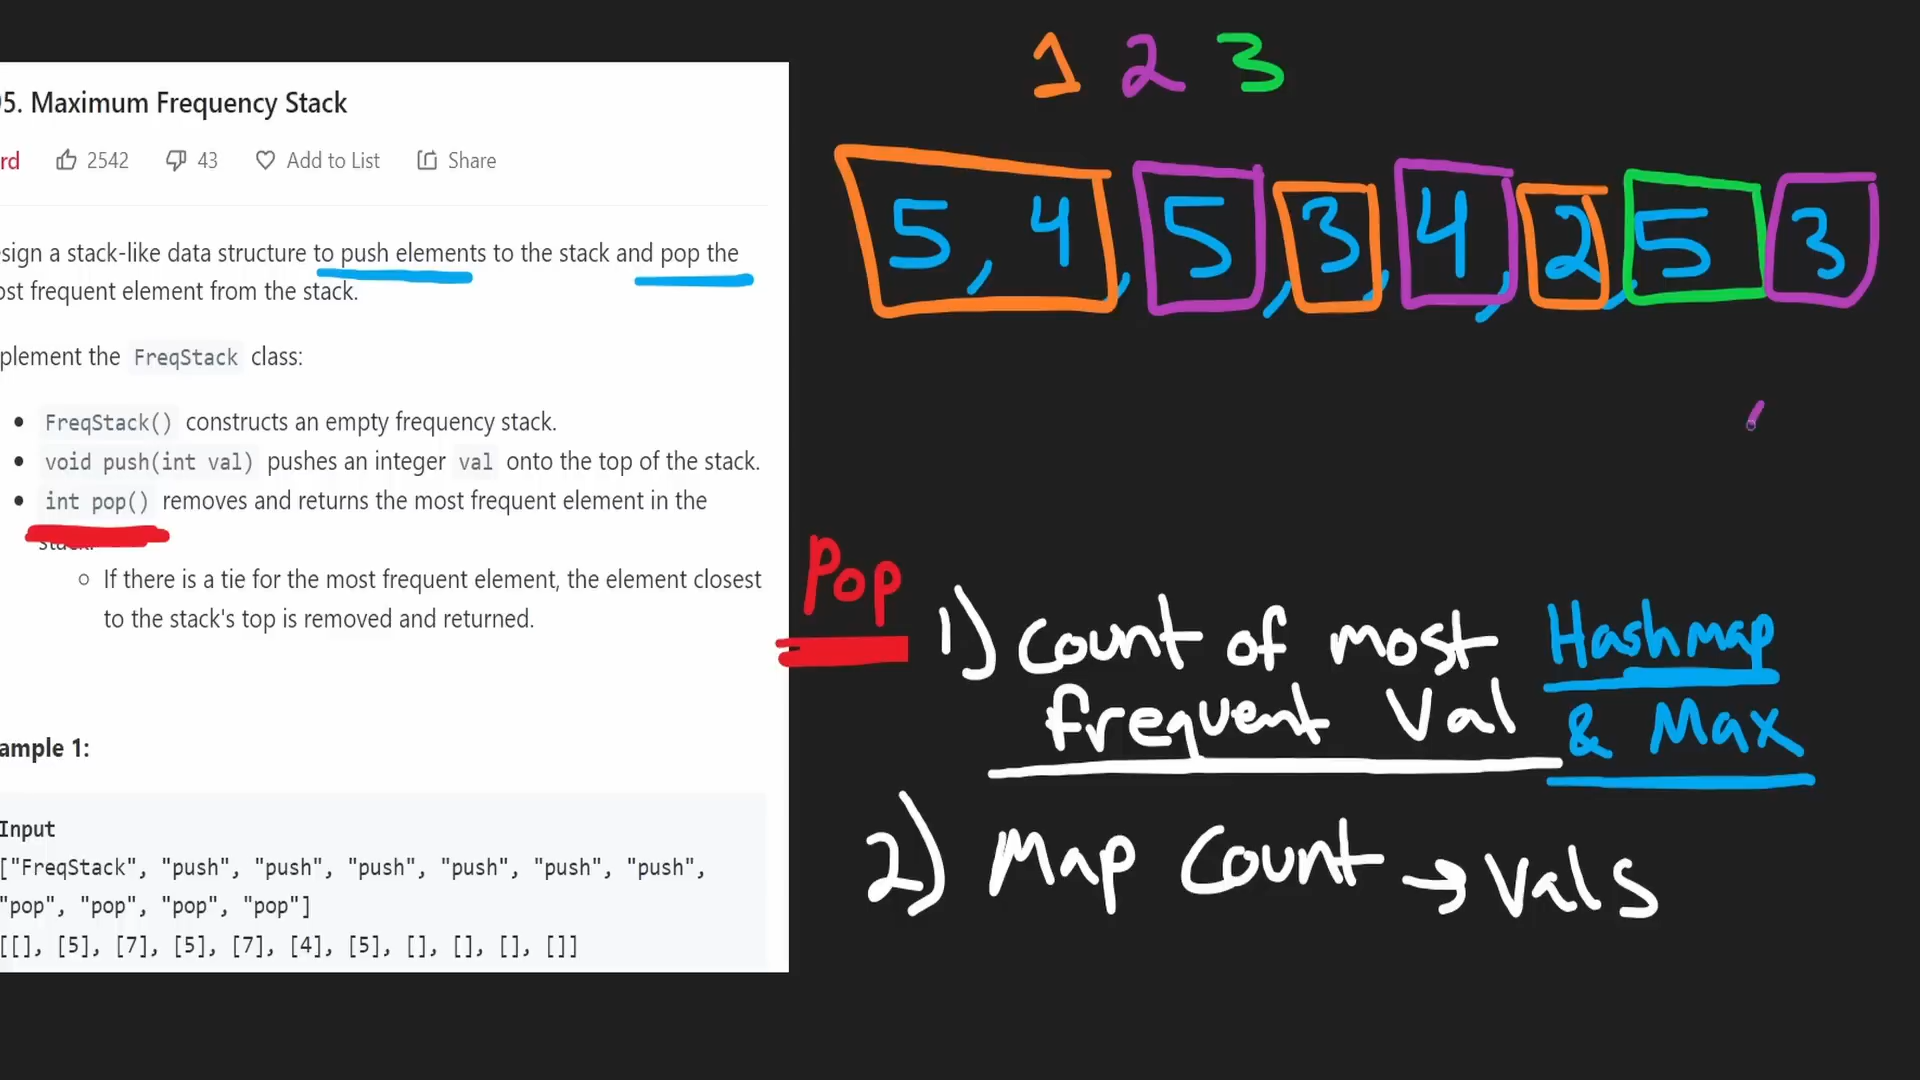 1 2 3
5. Maximum Frequency Stack
rd 2542 43 Add to List Share
5, 4, 5, 3, 4, 2, 5 3
sign a stack-like data structure to push elements to the stack and pop the
ost frequent element from the stack.
plement the FreqStack class:
• FreqStack() constructs an empty frequency stack.
• void push(int val) pushes an integer val onto the top of the stack.
• int pop() removes and returns the most frequent element in the
stack.
○ If there is a tie for the most frequent element, the element closest
to the stack's top is removed and returned.
Pop
1) Count of most
frequent Val
Hashmap
& Max
2) Map Count → Vals
ample 1:
Input
["FreqStack", "push", "push", "push", "push", "push", "push",
"pop", "pop", "pop", "pop"]
[[], [5], [7], [5], [7], [4], [5], [], [], [], []]